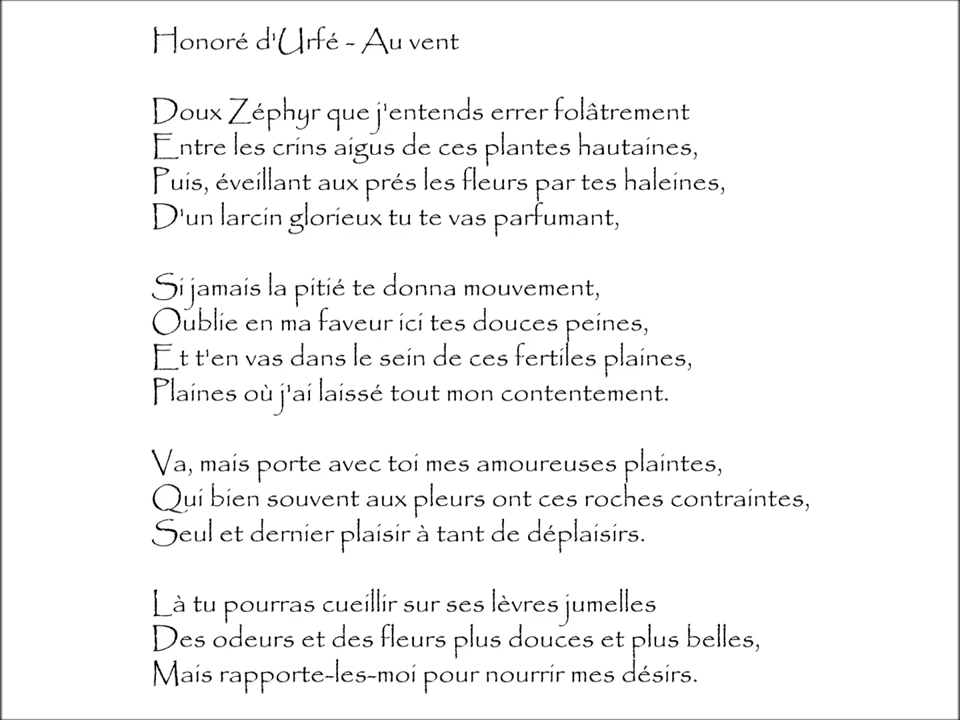 Honoré d'Urfé - Au vent
Doux Zéphyr que j'entends errer folâtrement
Entre les crins aigus de ces plantes hautaines,
Puis, éveillant aux prés les fleurs par tes haleines,
D'un larcin glorieux tu te vas parfumant,
Si jamais la pitié te donna mouvement,
Oublie en ma faveur ici tes douces peines,
Et t'en vas dans le sein de ces fertiles plaines,
Plaines où j'ai laissé tout mon contentement.
Va, mais porte avec toi mes amoureuses plaintes,
Qui bien souvent aux pleurs ont ces roches contraintes,
Seul et dernier plaisir à tant de déplaisirs.
Là tu pourras cueillir sur ses lèvres jumelles
Des odeurs et des fleurs plus douces et plus belles,
Mais rapporte-les-moi pour nourrir mes désirs.